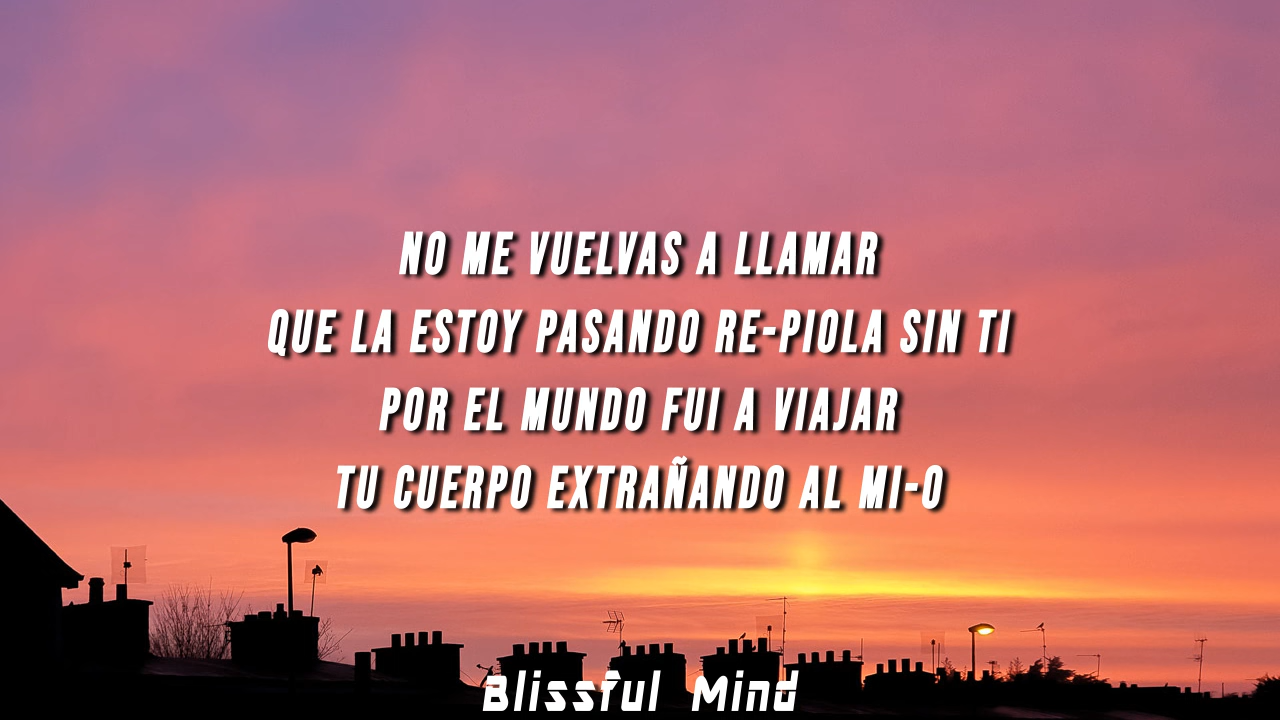 NO ME VUELVAS A LLAMAR
QUE LA ESTOY PASANDO RE-PIOLA SIN TI
POR EL MUNDO FUI A VIAJAR
TU CUERPO EXTRAÑANDO AL MI-O
Blissful Mind